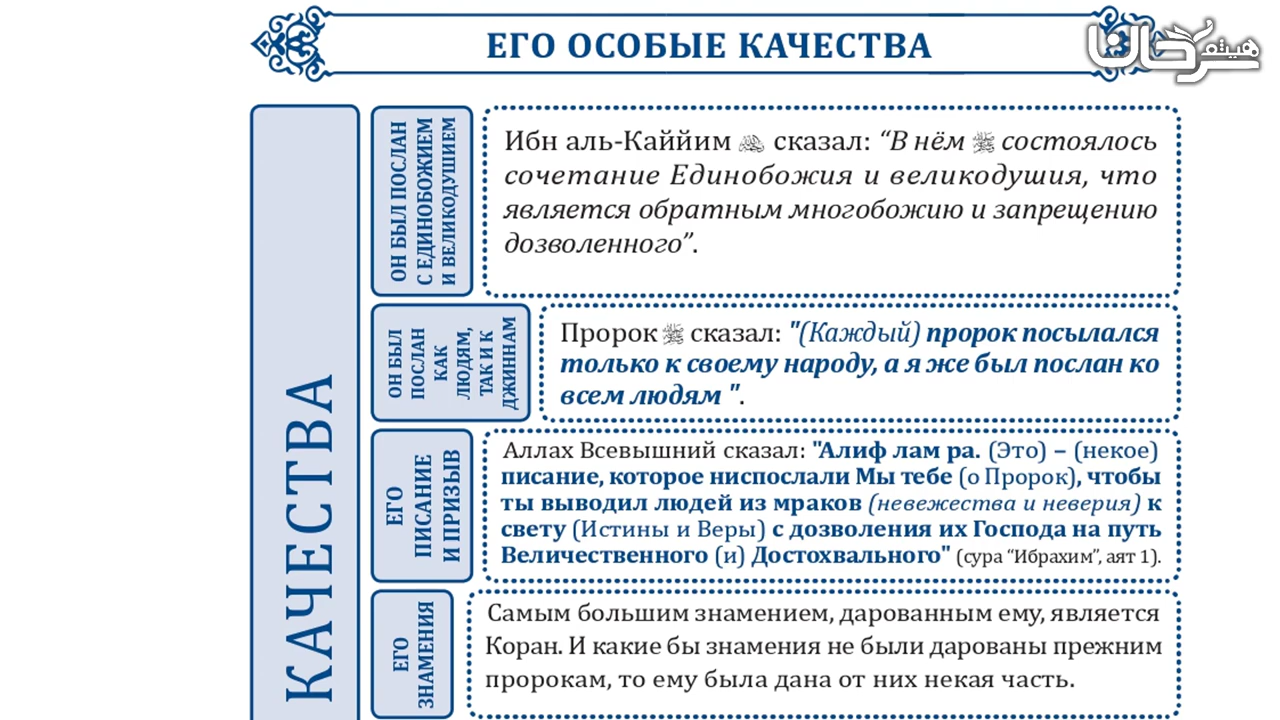 ЕГО ОСОБЫЕ КАЧЕСТВА
هيثم سرحان
КАЧЕСТВА
ОН БЫЛ ПОСЛАН
С ЕДИНОБОЖИЕМ
И ВЕЛИКОДУШИЕМ
Ибн аль-Каййим сказал: “В нём ﷺ состоялось
сочетание Единобожия и великодушия, что
является обратным многобожию и запрещению
дозволенного”.
ОН БЫЛ
ПОСЛАН
КАК
ЛЮДЯМ,
ТАК И К
ДЖИННАМ
Пророк ﷺ сказал: "(Каждый) пророк посылался
только к своему народу, а я же был послан ко
всем людям ".
ЕГО
ПИСАНИЕ
И ПРИЗЫВ
Аллах Всевышний сказал: "Алиф лам ра. (Это) – (некое)
писание, которое ниспослали Мы тебе (о Пророк), чтобы
ты выводил людей из мраков (невежества и неверия) к
свету (Истины и Веры) с дозволения их Господа на путь
Величественного (и) Достохвального" (сура “Ибрахим”, аят 1).
ЕГО
ЗНАМЕНИЯ
Самым большим знамением, дарованным ему, является
Коран. И какие бы знамения не были дарованы прежним
пророкам, то ему была дана от них некая часть.